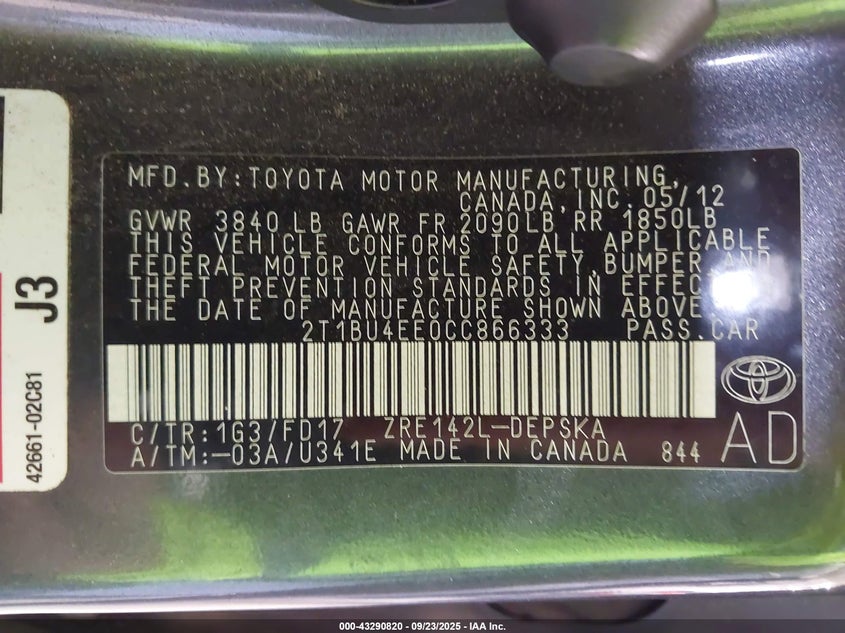 MFD.BY:TOYOTA MOTOR MANUFACTURING,
CANADA,INC.05/12
GVWR 3840 LB GAWR FR 2090LB RR 1850LB
THIS VEHICLE CONFORMS TO ALL APPLICABLE
FEDERAL MOTOR VEHICLE SAFETY,BUMPER,AND
THEFT PREVENTION STANDARDS IN EFFECT
THE DATE OF MANUFACTURE SHOWN ABOVE
2T1BU4EE0CC866333 PASS.CAR
C/TR:1G3/FD17 ZRE142L-DEPSKA
A/TM:-03A/U341E MADE IN CANADA 844
AD
J3
42661-02C81
000-43290820 - 09/23/2025 - IAA Inc.